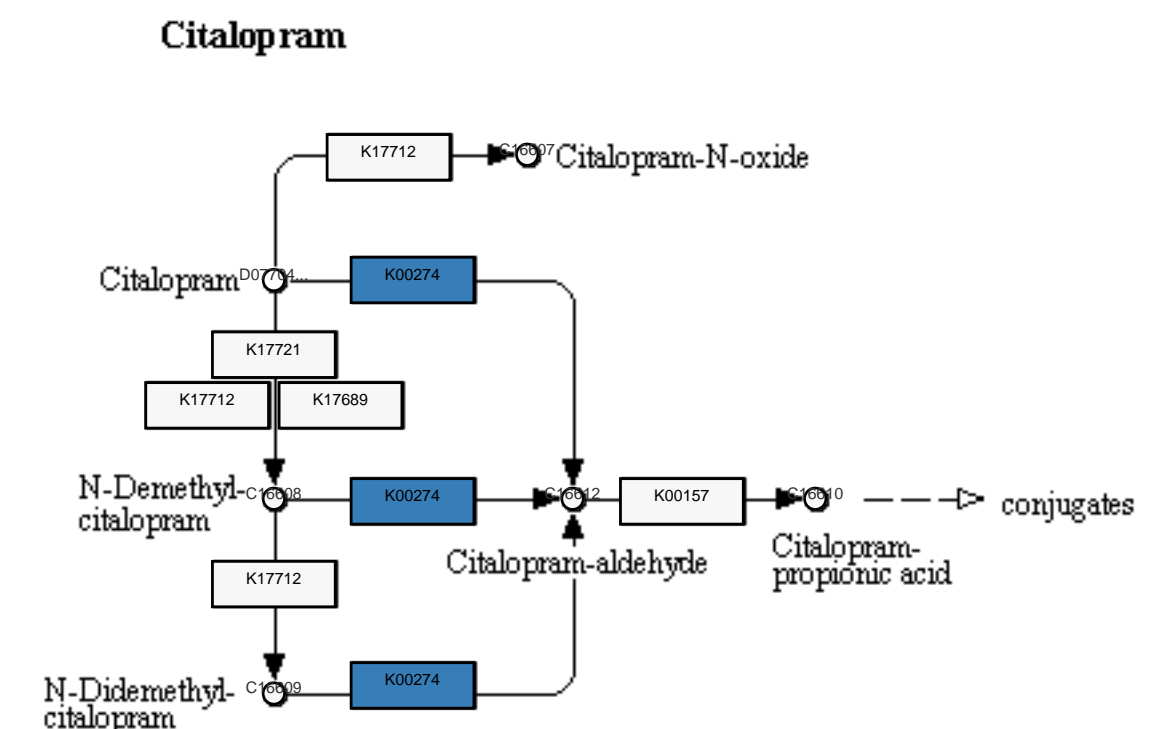 Citalopram
K17712
C16607
Citalopram-N-oxide
Citalopram
D07704...
K00274
K17721
K17712
K17689
N-Demethyl-
citalopram
C16608
K00274
C16612
K00157
C16610
conjugates
Citalopram-aldehyde
Citalopram-
propionic acid
K17712
N-Didemethyl-
citalopram
C16609
K00274